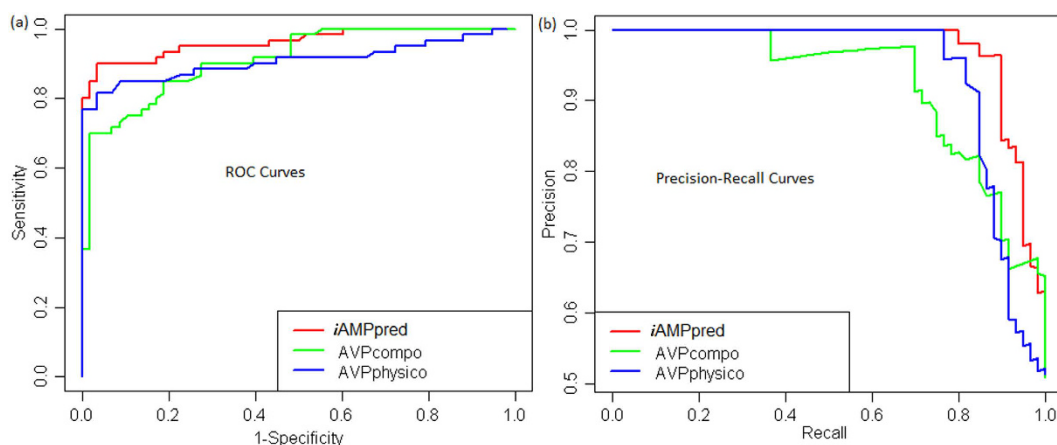 (a)
Sensitivity
0.0 0.2 0.4 0.6 0.8 1.0
ROC Curves
iAMPpred
AVPcompo
AVPphysico
0.0 0.2 0.4 0.6 0.8 1.0
1-Specificity
(b)
Precision
0.5 0.6 0.7 0.8 0.9 1.0
Precision-Recall Curves
iAMPpred
AVPcompo
AVPphysico
0.0 0.2 0.4 0.6 0.8 1.0
Recall